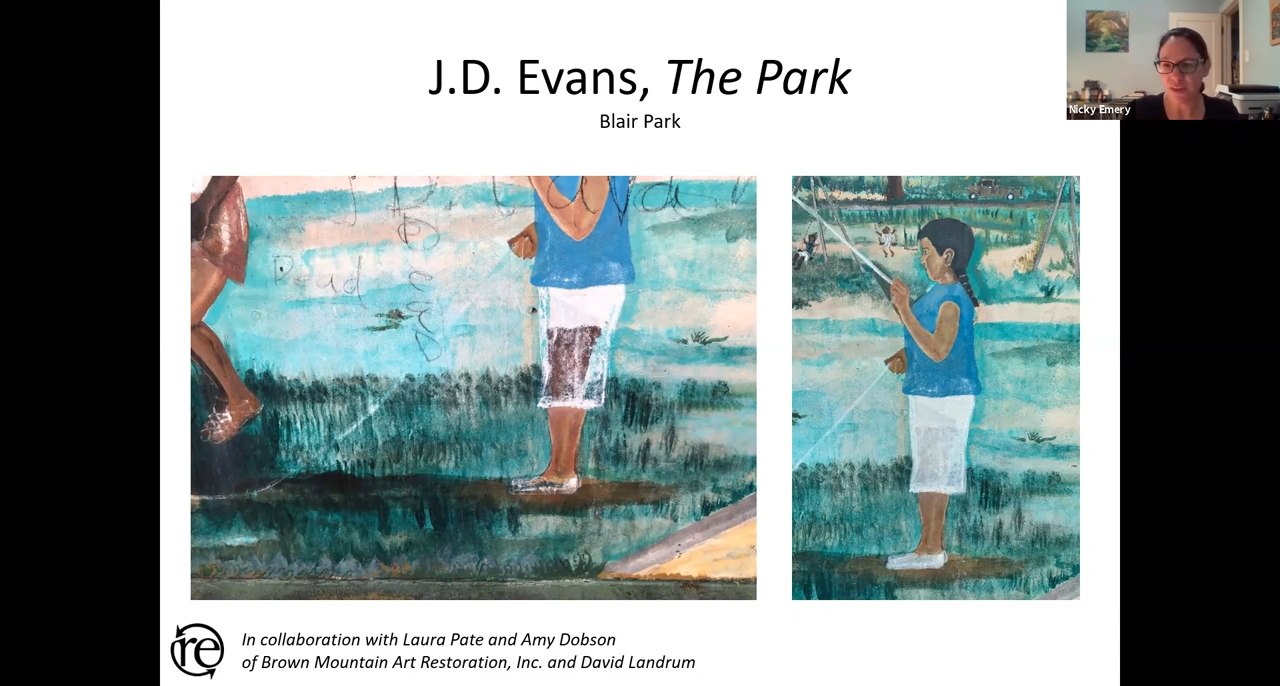 J.D. Evans, The Park
Blair Park
Nicky Emery
Dead
re
In collaboration with Laura Pate and Amy Dobson
of Brown Mountain Art Restoration, Inc. and David Landrum